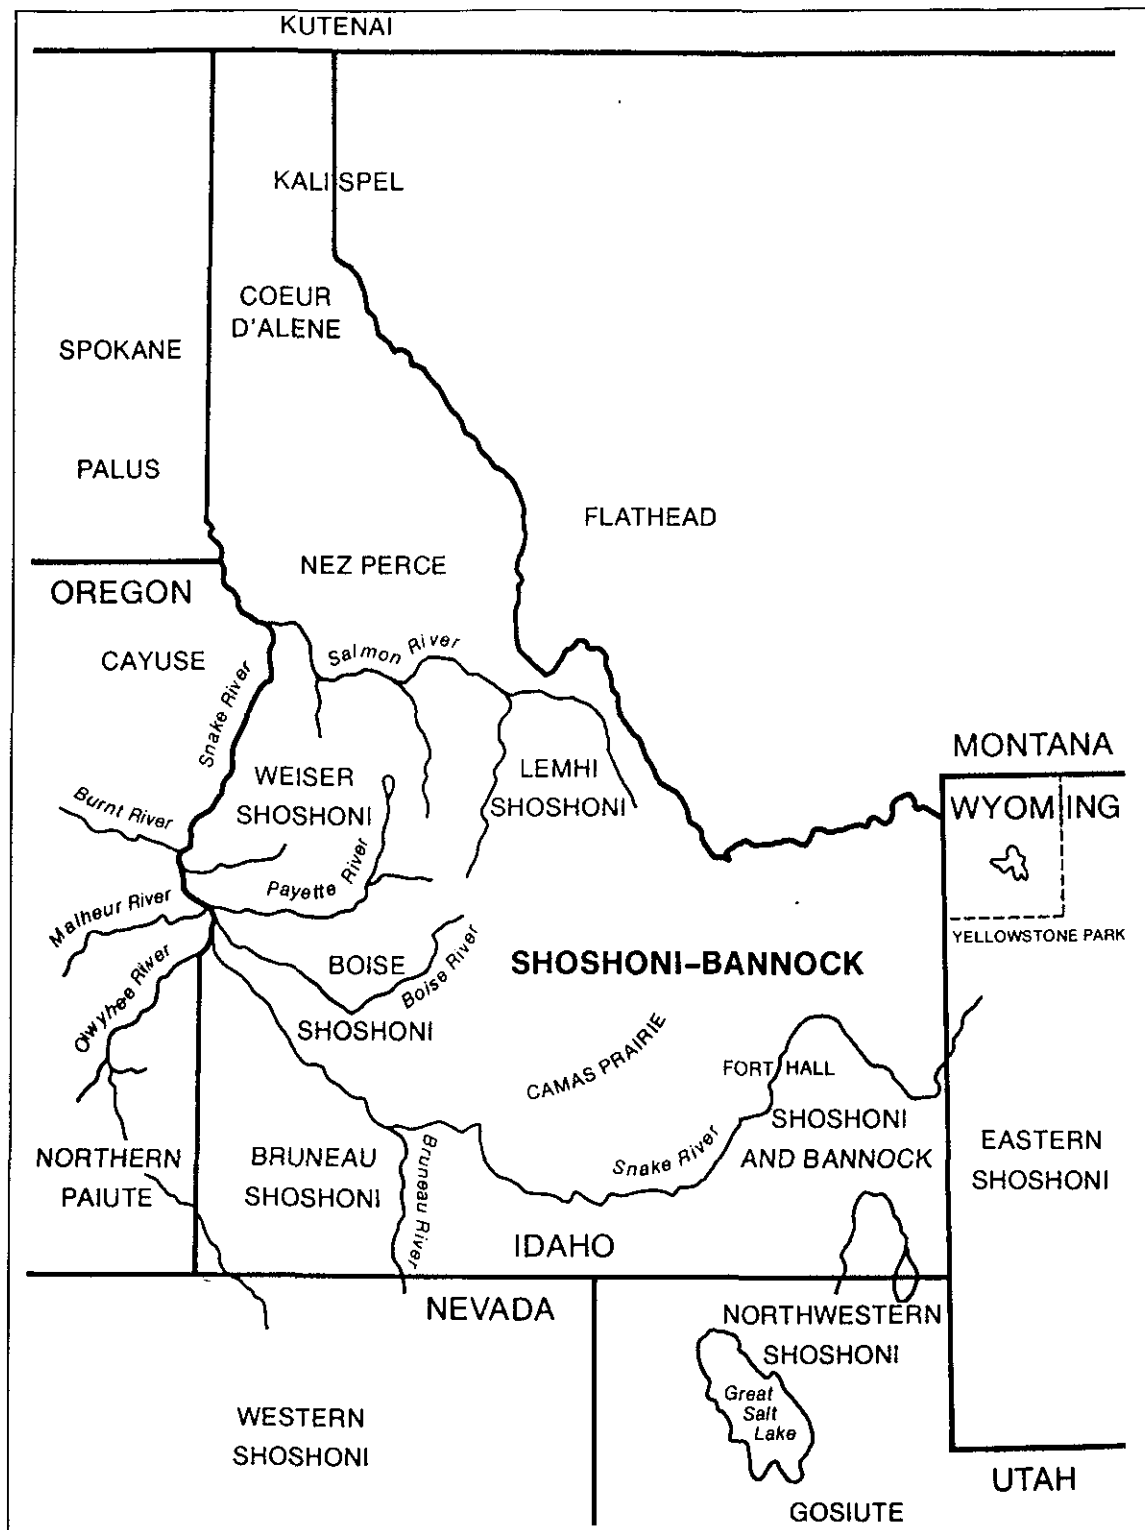 KUTENAI
KALISPEL
COEUR
D'ALENE
SPOKANE
PALUS
FLATHEAD
NEZ PERCE
OREGON
CAYUSE
Salmon River
Snake River
WEISER
SHOSHONI
LEMHI
SHOSHONI
MONTANA
WYOMING
Burnt River
Payette River
Malheur River
YELLOWSTONE PARK
BOISE
SHOSHONI
Boise River
SHOSHONI–BANNOCK
Owyhee River
CAMAS PRAIRIE
FORT HALL
SHOSHONI
AND BANNOCK
Snake River
EASTERN
SHOSHONI
NORTHERN
PAIUTE
BRUNEAU
SHOSHONI
Bruneau River
IDAHO
NEVADA
NORTHWESTERN
SHOSHONI
Great
Salt
Lake
WESTERN
SHOSHONI
UTAH
GOSIUTE